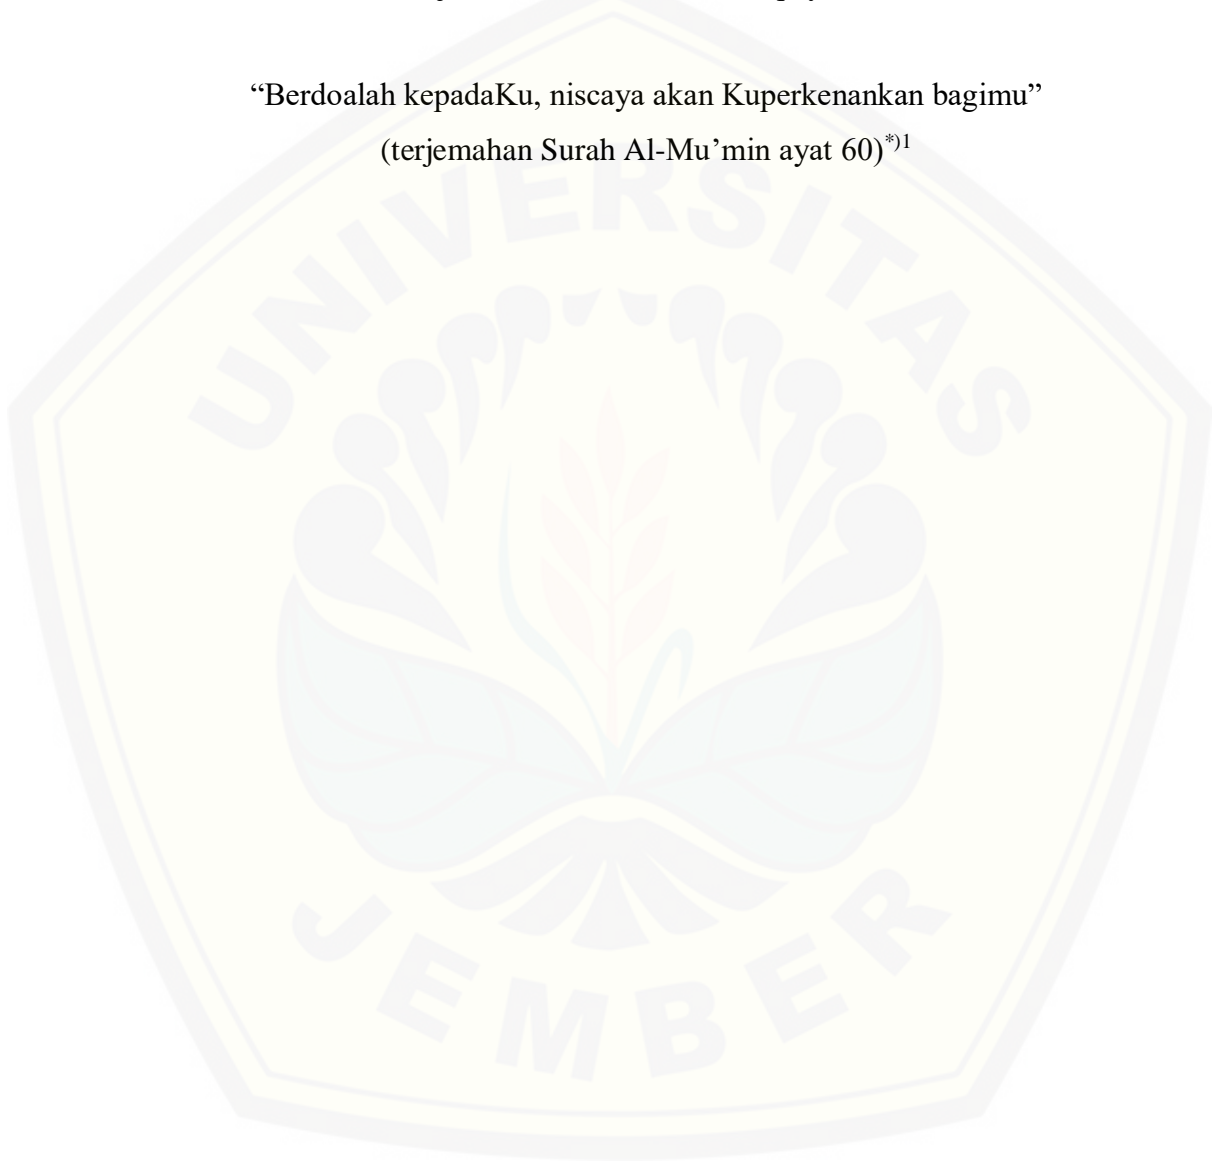 “Berdoalah kepadaKu, niscaya akan Kuperkenankan bagimu”
(terjemahan Surah Al-Mu’min ayat 60)*)1
UNIVERSITAS
JEMBER